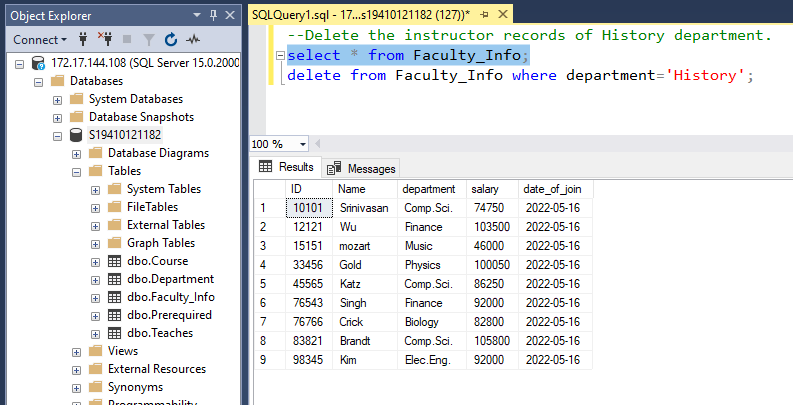 Object Explorer
Connect
172.17.144.108 (SQL Server 15.0.2000
Databases
System Databases
Database Snapshots
S19410121182
Database Diagrams
Tables
System Tables
FileTables
External Tables
Graph Tables
dbo.Course
dbo.Department
dbo.Faculty_Info
dbo.Prerequired
dbo.Teaches
Views
External Resources
Synonyms
Programmability
SQLQuery1.sql - 17...s19410121182 (127))*
--Delete the instructor records of History department.
select * from Faculty_Info;
delete from Faculty_Info where department='History';
100 %
Results Messages
ID Name department salary date_of_join
1 10101 Srinivasan Comp.Sci. 74750 2022-05-16
2 12121 Wu Finance 103500 2022-05-16
3 15151 mozart Music 46000 2022-05-16
4 33456 Gold Physics 100050 2022-05-16
5 45565 Katz Comp.Sci. 86250 2022-05-16
6 76543 Singh Finance 92000 2022-05-16
7 76766 Crick Biology 82800 2022-05-16
8 83821 Brandt Comp.Sci. 105800 2022-05-16
9 98345 Kim Elec.Eng. 92000 2022-05-16